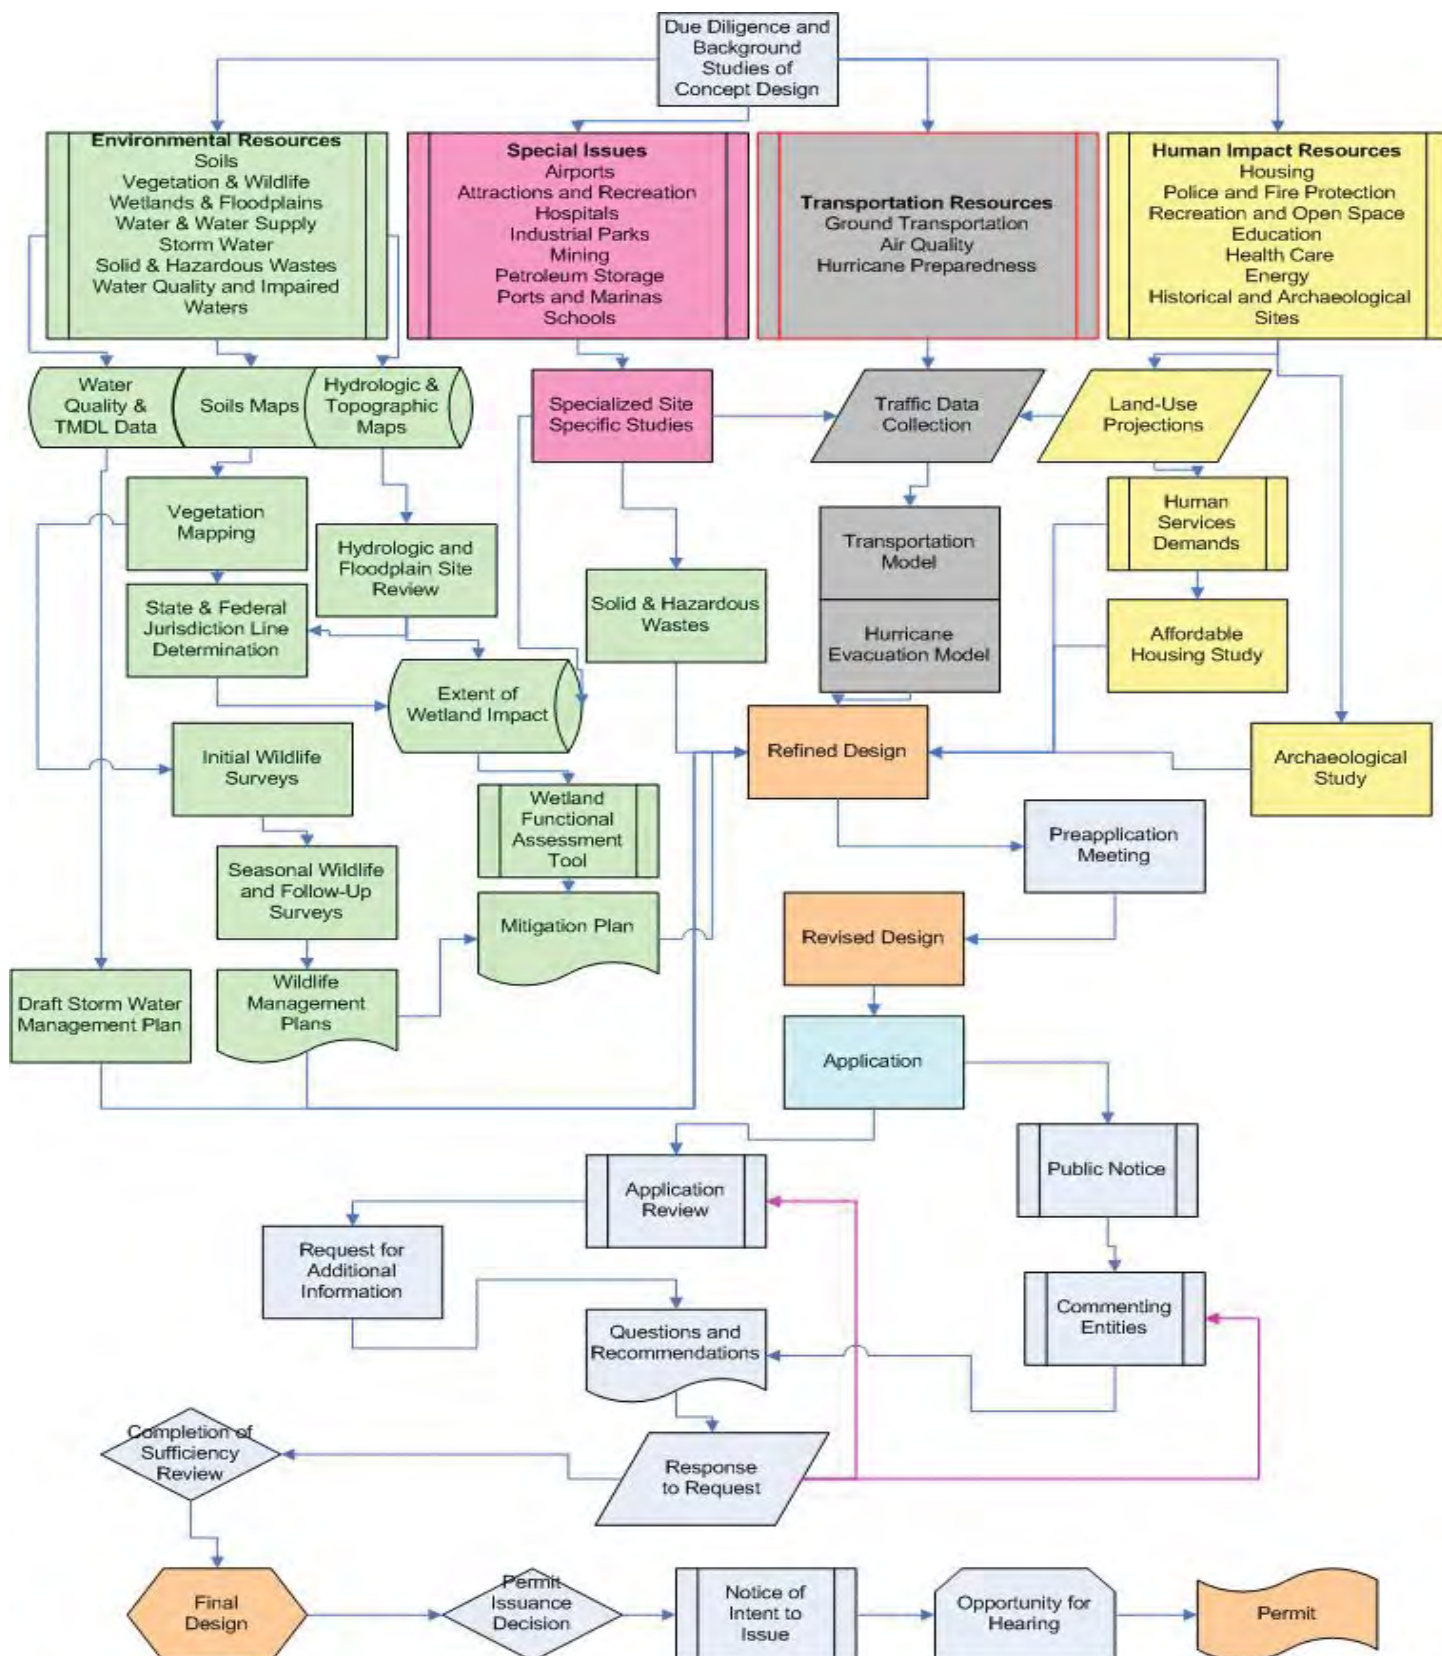 Due Diligence and
Background
Studies of
Concept Design
Environmental Resources
Soils
Vegetation & Wildlife
Wetlands & Floodplains
Water & Water Supply
Storm Water
Solid & Hazardous Wastes
Water Quality and Impaired
Waters
Special Issues
Airports
Attractions and Recreation
Hospitals
Industrial Parks
Mining
Petroleum Storage
Ports and Marinas
Schools
Transportation Resources
Ground Transportation
Air Quality
Hurricane Preparedness
Human Impact Resources
Housing
Police and Fire Protection
Recreation and Open Space
Education
Health Care
Energy
Historical and Archaeological
Sites
Water
Quality &
TMDL Data
Soils Maps
Hydrologic &
Topographic
Maps
Specialized Site
Specific Studies
Traffic Data
Collection
Land-Use
Projections
Vegetation
Mapping
Hydrologic and
Floodplain Site
Review
Transportation
Model
Human
Services
Demands
State & Federal
Jurisdiction Line
Determination
Solid & Hazardous
Wastes
Hurricane
Evacuation Model
Affordable
Housing Study
Extent of
Wetland Impact
Initial Wildlife
Surveys
Refined Design
Archaeological
Study
Wetland
Functional
Assessment
Tool
Preapplication
Meeting
Seasonal Wildlife
and Follow-Up
Surveys
Mitigation Plan
Revised Design
Draft Storm Water
Management Plan
Wildlife
Management
Plans
Application
Public Notice
Application
Review
Request for
Additional
Information
Commenting
Entities
Questions and
Recommendations
Completion of
Sufficiency
Review
Response
to Request
Final
Design
Permit
Issuance
Decision
Notice of
Intent to
Issue
Opportunity for
Hearing
Permit